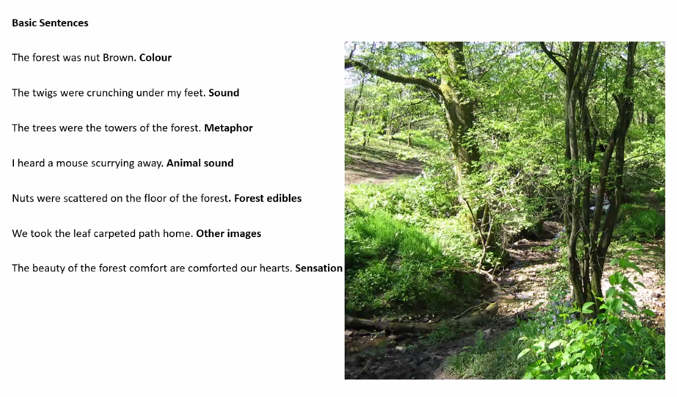 Basic Sentences
The forest was nut Brown. Colour
The twigs were crunching under my feet. Sound
The trees were the towers of the forest. Metaphor
I heard a mouse scurrying away. Animal sound
Nuts were scattered on the floor of the forest. Forest edibles
We took the leaf carpeted path home. Other images
The beauty of the forest comfort are comforted our hearts. Sensation